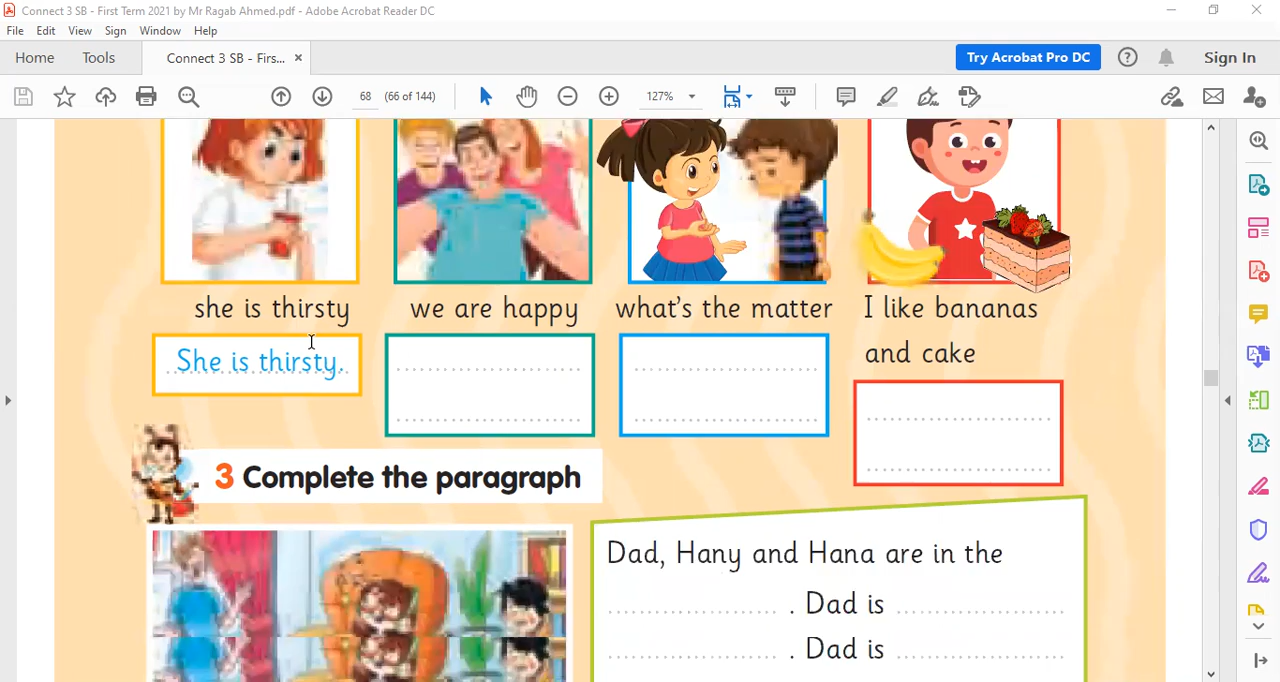 Connect 3 SB - First Term 2021 by Mr Ragab Ahmed.pdf - Adobe Acrobat Reader DC
File Edit View Sign Window Help
Home Tools Connect 3 SB - Firs... × Try Acrobat Pro DC Sign In
68 (66 of 144) 127%
she is thirsty we are happy what's the matter I like bananas
and cake
She is thirsty.
3 Complete the paragraph
Dad, Hany and Hana are in the
. Dad is
. Dad is